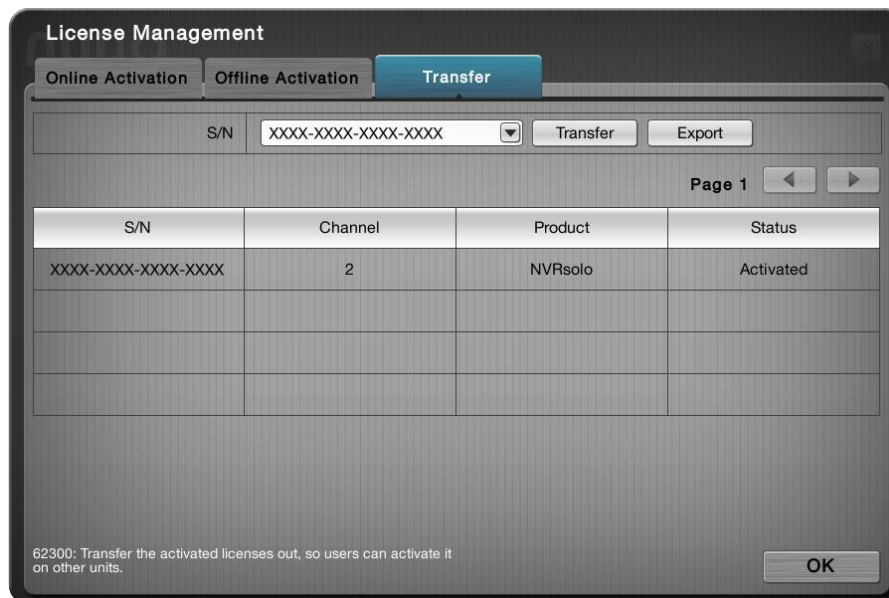 License Management
Online Activation Offline Activation Transfer
S/N XXXX-XXXX-XXXX-XXXX Transfer Export
Page 1
S/N Channel Product Status
XXXX-XXXX-XXXX-XXXX 2 NVRsolo Activated
62300: Transfer the activated licenses out, so users can activate it
on other units.
OK